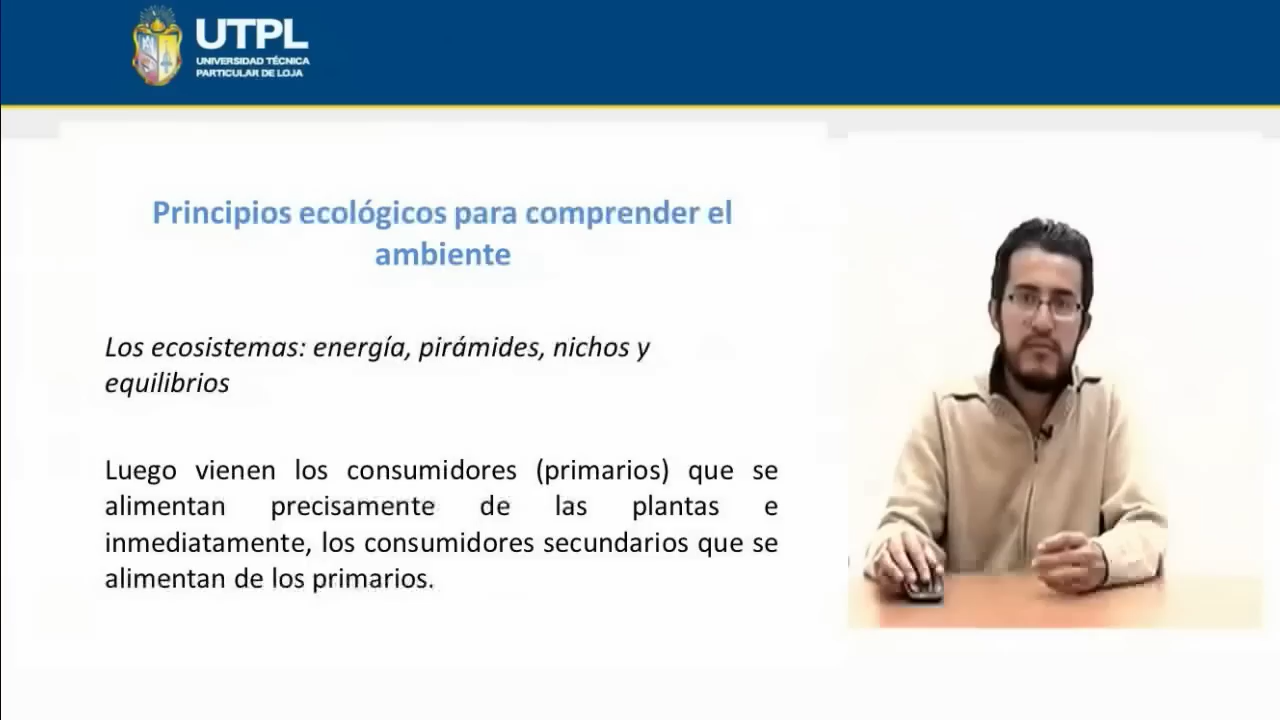 UTPL
UNIVERSIDAD TÉCNICA
PARTICULAR DE LOJA
Principios ecológicos para comprender el
ambiente
Los ecosistemas: energía, pirámides, nichos y
equilibrios
Luego vienen los consumidores (primarios) que se
alimentan precisamente de las plantas e
inmediatamente, los consumidores secundarios que se
alimentan de los primarios.